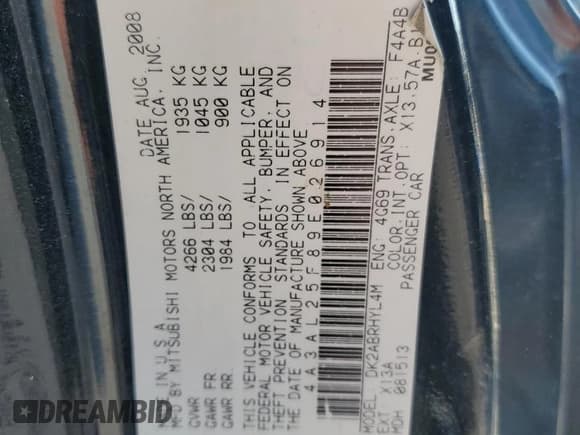 IN U S A DATE AUG 2008
MFD BY MITSUBISHI MOTORS NORTH AMERICA, INC.
GVWR 4266 LBS/ 1935 KG
GAWR FR 2304 LBS/ 1045 KG
GAWR RR. 1984 LBS/ 900 KG
THIS VEHICLE CONFORMS TO ALL APPLICABLE
FEDERAL MOTOR VEHICLE SAFETY, BUMPER, AND
THEFT PREVENTION STANDARDS IN EFFECT ON
THE DATE OF MANUFACTURE SHOWN ABOVE
4A3AL25F89E026914
MODEL DK2A8RHYL4M ENG 4G69 TRANS.AXLE: F4A4B
EXT X13A COLOR.INT.OPT: X13.57A.B
MDH 081513 PASSENGER CAR
DREAMBID